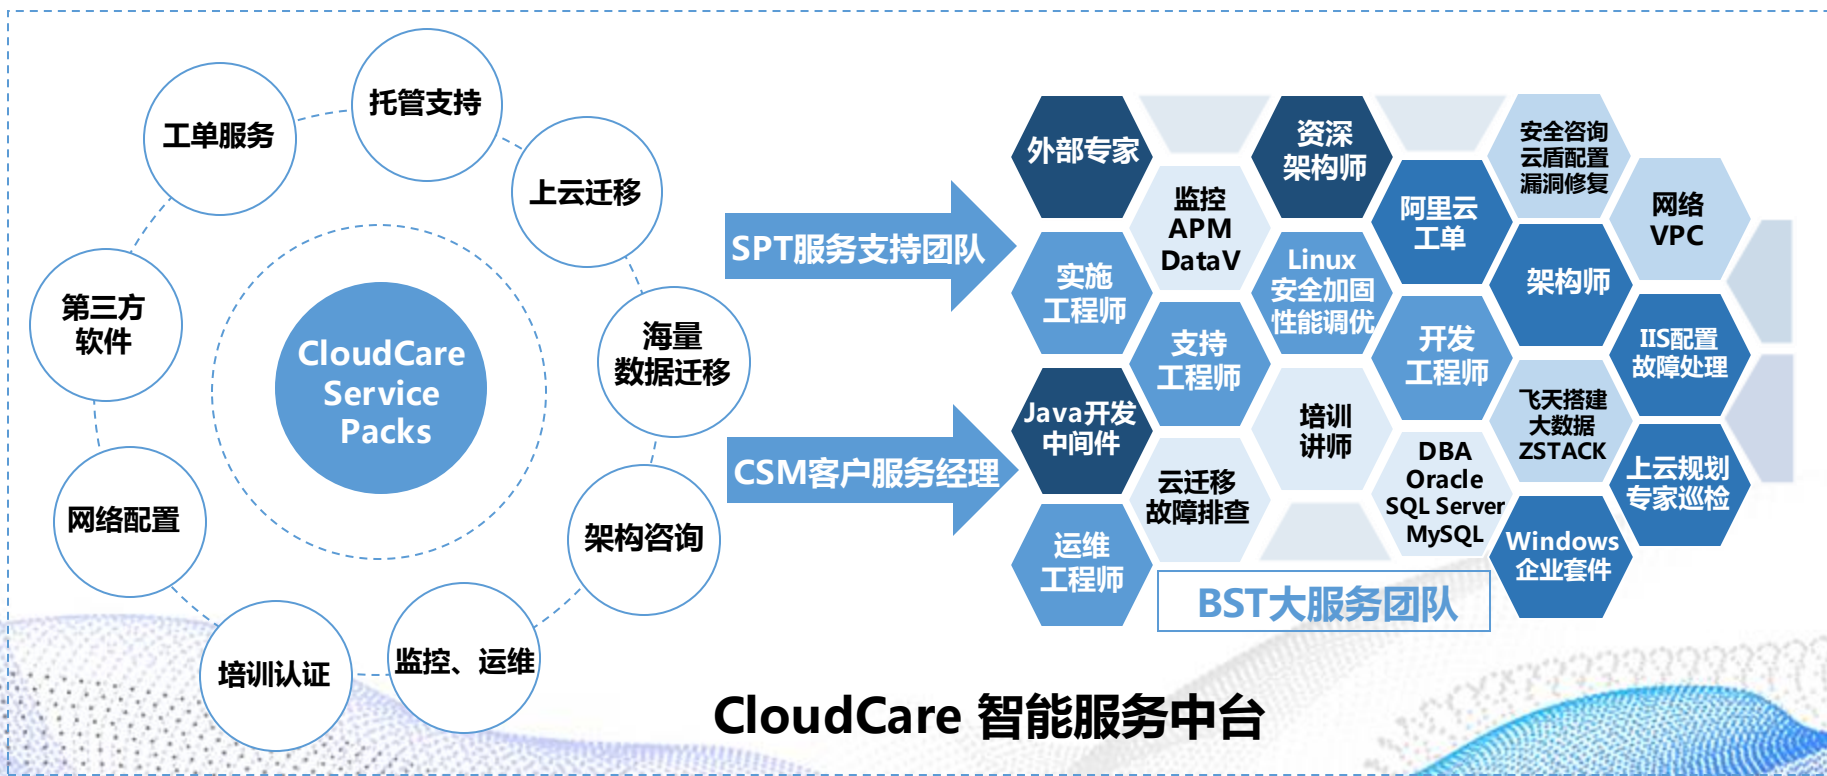 托管支持
工单服务
上云迁移
第三方
软件
海量
数据迁移
CloudCare
Service
Packs
网络配置
架构咨询
培训认证
监控、运维
SPT服务支持团队
CSM客户服务经理
外部专家
监控
APM
DataV
资深
架构师
阿里云
工单
安全咨询
云盾配置
漏洞修复
网络
VPC
实施
工程师
支持
工程师
Linux
安全加固
性能调优
开发
工程师
架构师
IIS配置
故障处理
Java开发
中间件
云迁移
故障排查
培训
讲师
DBA
Oracle
SQL Server
MySQL
飞天搭建
大数据
ZSTACK
上云规划
专家巡检
运维
工程师
Windows
企业套件
BST大服务团队
CloudCare 智能服务中台